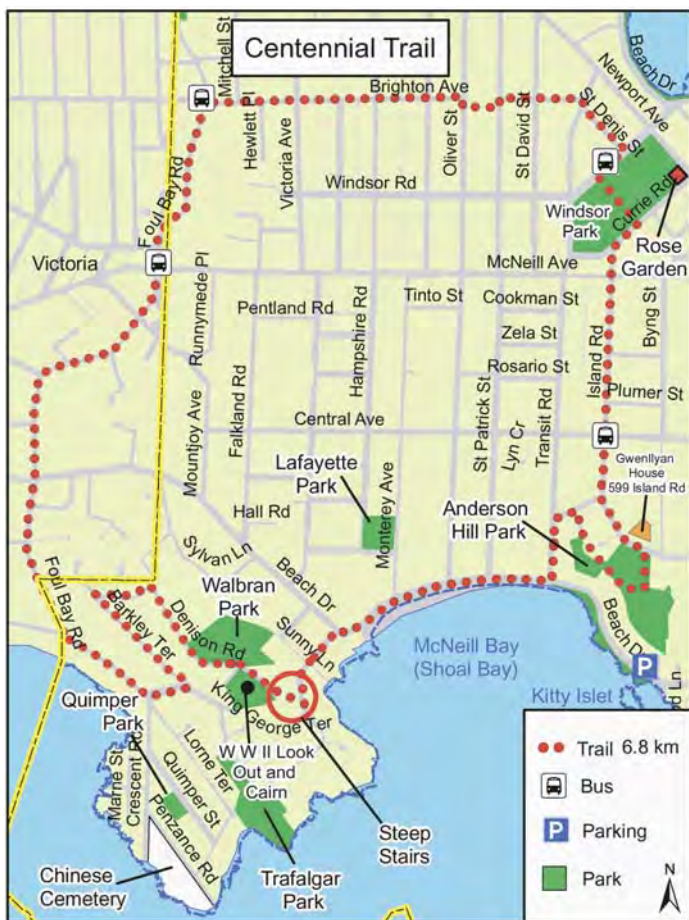 Centennial Trail
Mitchell St
Brighton Ave
Newport Ave
Beach Dr
St Denis St
Hewlett Pl
Victoria Ave
Oliver St
St David St
Windsor Rd
Foul Bay Rd
Windsor
Park
Currie Rd
Rose
Garden
Victoria
McNeill Ave
Runnymede Pl
Pentland Rd
Hampshire Rd
Tinto St
Cookman St
Zela St
Rosario St
Island Rd
Byng St
Plumer St
Mountjoy Ave
Falkland Rd
Central Ave
St Patrick St
Lyn Cr
Transit Rd
Lafayette
Park
Monterey Ave
Hall Rd
Gwenllyan
House
599 Island Rd
Anderson
Hill Park
Sylvan Ln
Beach Dr
Foul Bay Rd
Barkley Ter
Walbran
Park
Denison Rd
Sunny Ln
McNeill Bay
(Shoal Bay)
Beach Dr
P
Kitty Islet
Quimper
Park
King George Ter
W W II Look
Out and
Cairn
Lorne Ter
Quimper St
Marne St
Crescent Rd
Penzance Rd
Steep
Stairs
Chinese
Cemetery
Trafalgar
Park
Trail 6.8 km
Bus
P Parking
Park
N